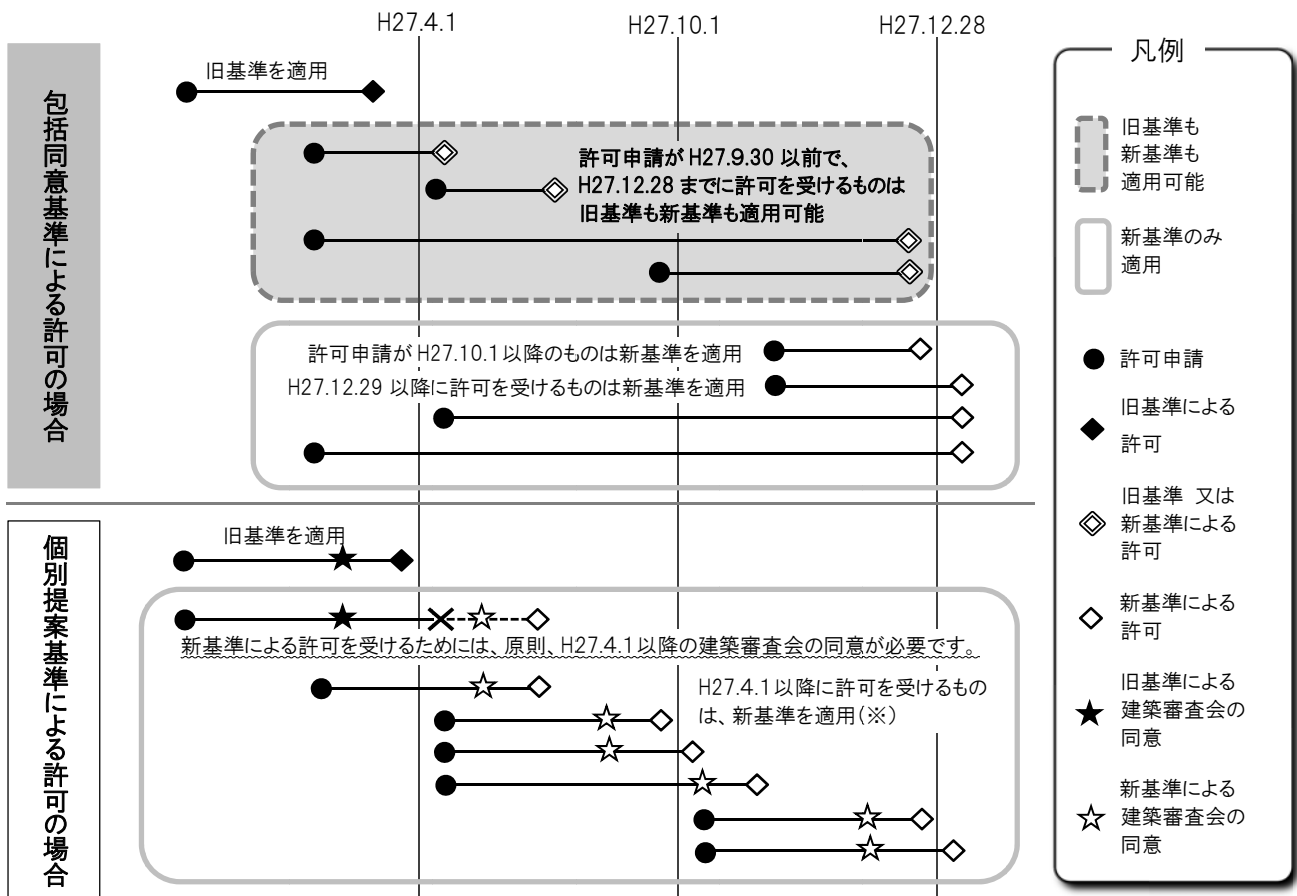 H27.4.1
H27.10.1
H27.12.28
包括同意基準による許可の場合
旧基準を適用
許可申請が H27.9.30 以前で、
H27.12.28 までに許可を受けるものは
旧基準も新基準も適用可能
許可申請が H27.10.1 以降のものは新基準を適用
H27.12.29 以降に許可を受けるものは新基準を適用
個別提案基準による許可の場合
旧基準を適用
新基準による許可を受けるためには、原則、H27.4.1 以降の建築審査会の同意が必要です。
H27.4.1 以降に許可を受けるもの
は、新基準を適用(※)
凡例
旧基準も
新基準も
適用可能
新基準のみ
適用
許可申請
旧基準による
許可
旧基準 又は
新基準による
許可
新基準による
許可
旧基準による
建築審査会の
同意
新基準による
建築審査会の
同意